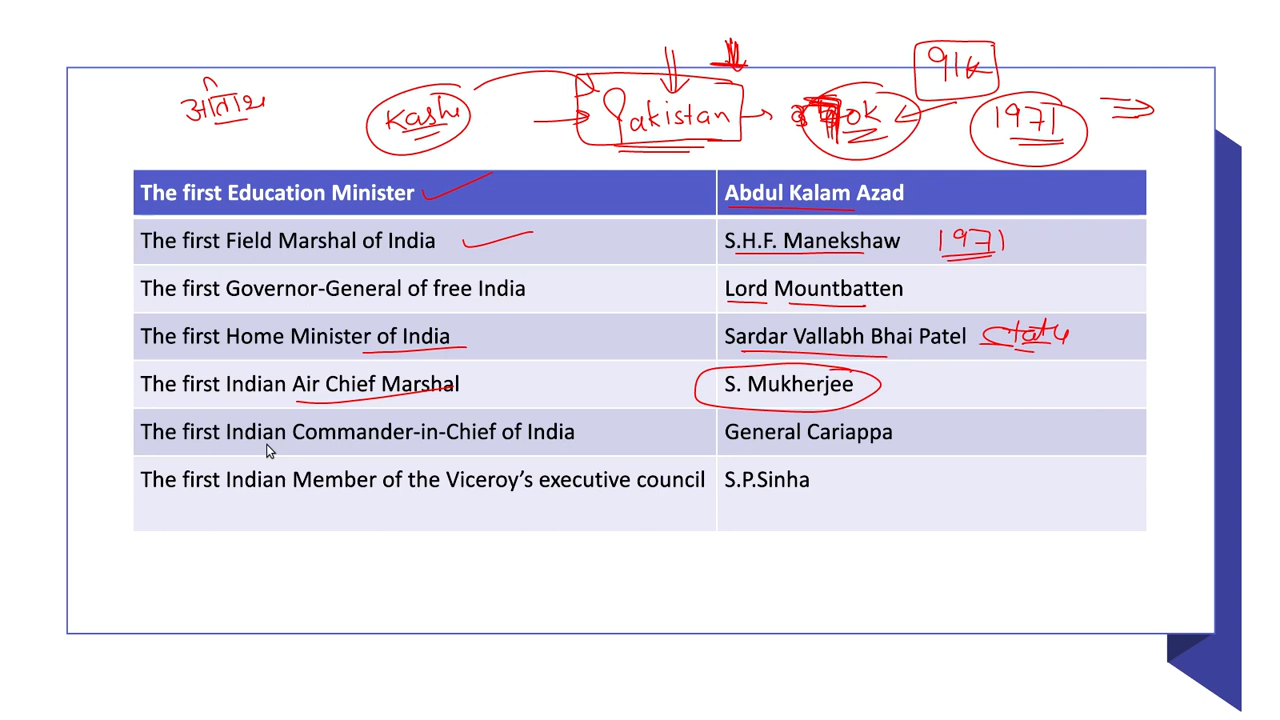 91k
Kashe Pakistan 90k 1971
The first Education Minister Abdul Kalam Azad
The first Field Marshal of India S.H.F. Manekshaw 1971
The first Governor-General of free India Lord Mountbatten
The first Home Minister of India Sardar Vallabh Bhai Patel
The first Indian Air Chief Marshal S. Mukherjee
The first Indian Commander-in-Chief of India General Cariappa
The first Indian Member of the Viceroy’s executive council S.P.Sinha